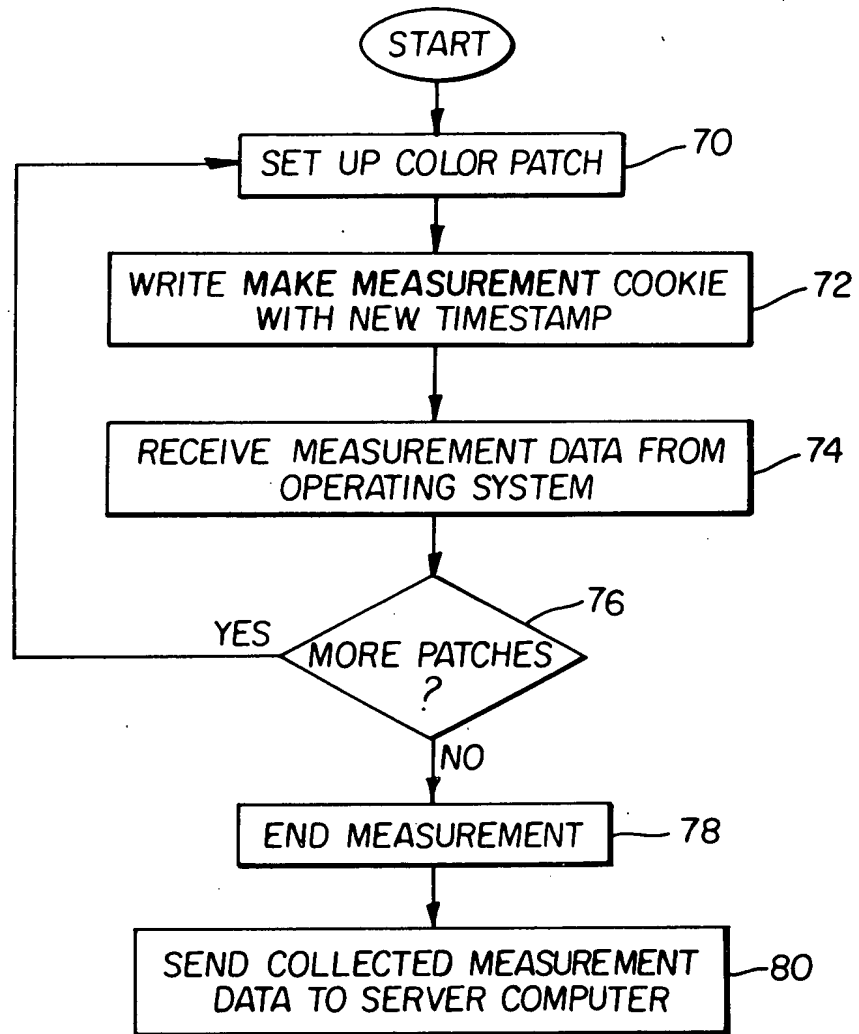 START
SET UP COLOR PATCH
70
WRITE MAKE MEASUREMENT COOKIE
WITH NEW TIMESTAMP
72
RECEIVE MEASUREMENT DATA FROM
OPERATING SYSTEM
74
76
YES
MORE PATCHES
?
NO
END MEASUREMENT
78
SEND COLLECTED MEASUREMENT
DATA TO SERVER COMPUTER
80